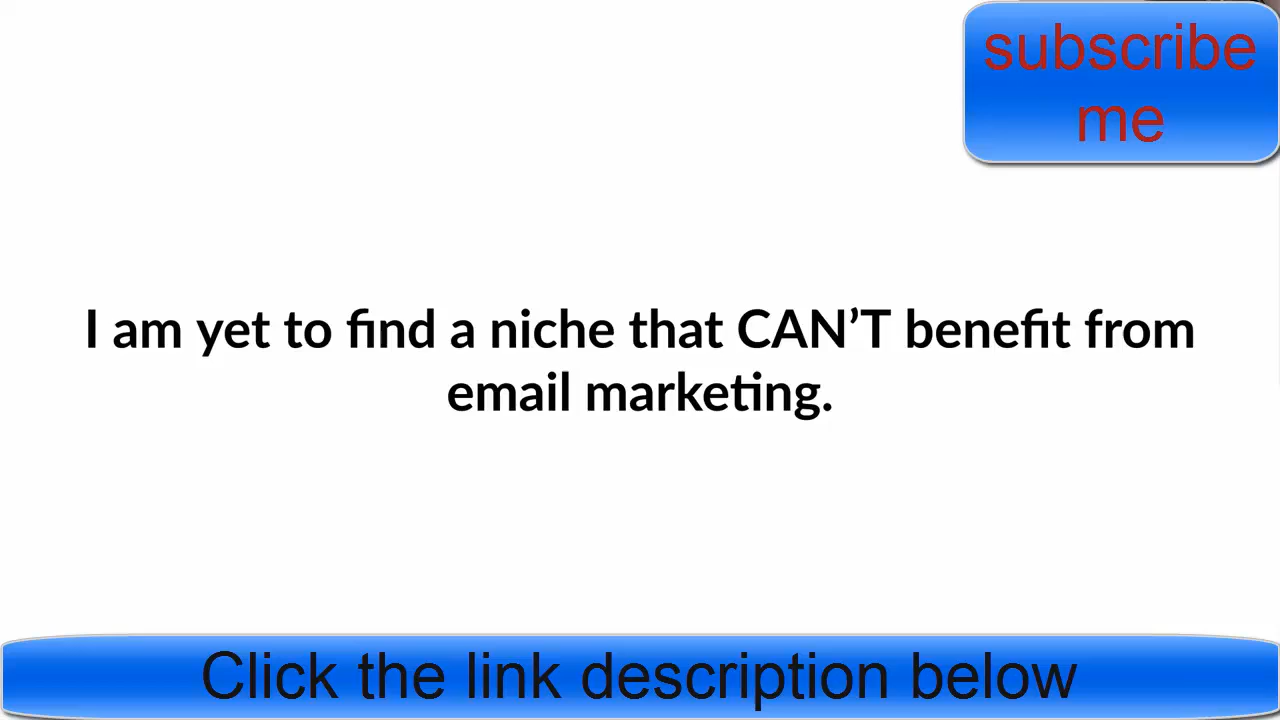 subscribe
me
I am yet to find a niche that CAN’T benefit from
email marketing.
Click the link description below